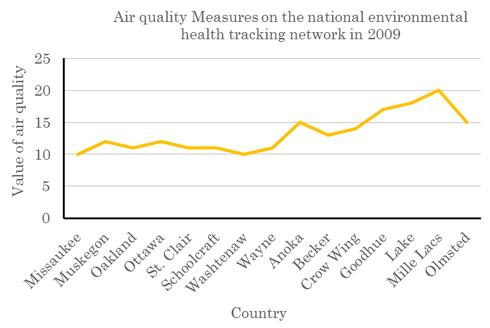 Air quality Measures on the national environmental
health tracking network in 2009
Value of air quality
25
20
15
10
5
0
Missaukee
Muskegon
Oakland
Ottawa
St. Clair
Schoolcraft
Washtenaw
Wayne
Anoka
Becker
Crow Wing
Goodhue
Lake
Mille Lacs
Olmsted
Country